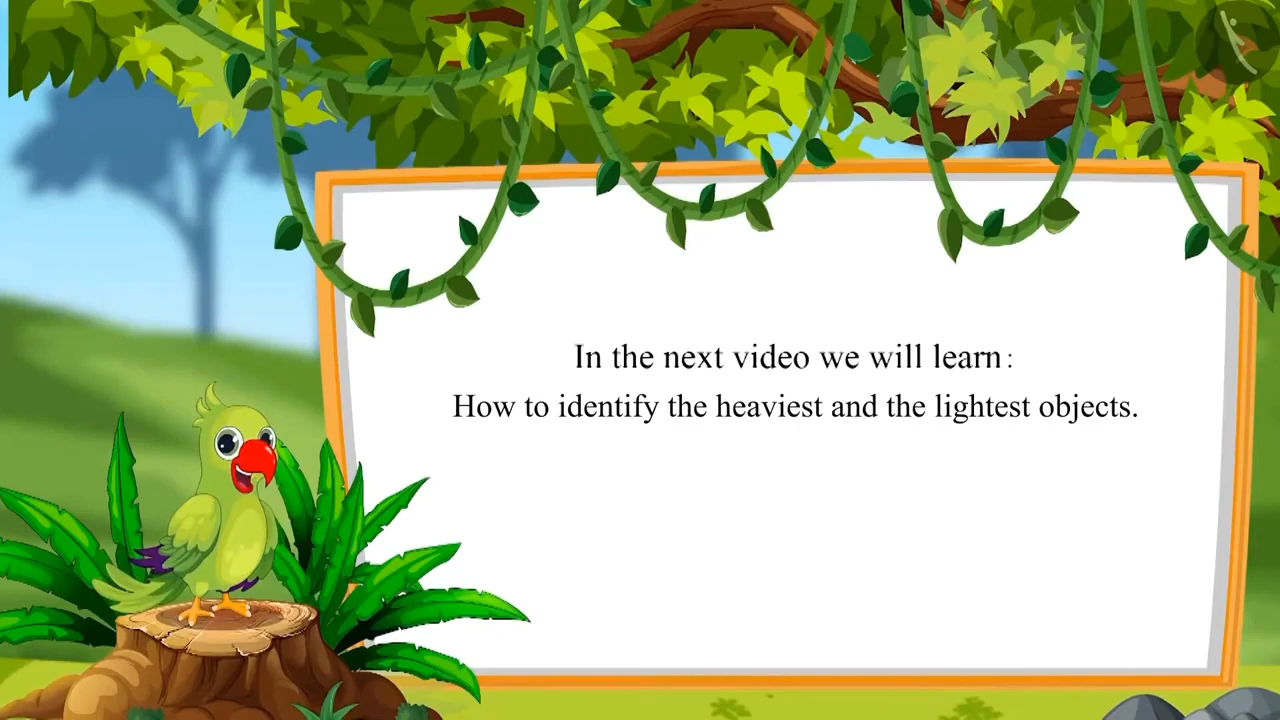 In the next video we will learn:
How to identify the heaviest and the lightest objects.